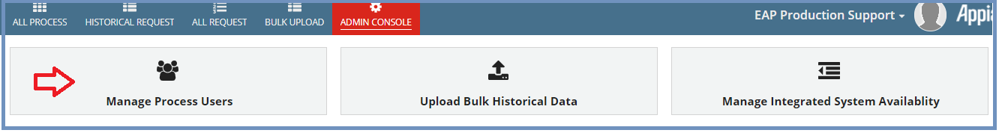 ALL PROCESS
HISTORICAL REQUEST
ALL REQUEST
BULK UPLOAD
ADMIN CONSOLE
EAP Production Support
Manage Process Users
Upload Bulk Historical Data
Manage Integrated System Availablity